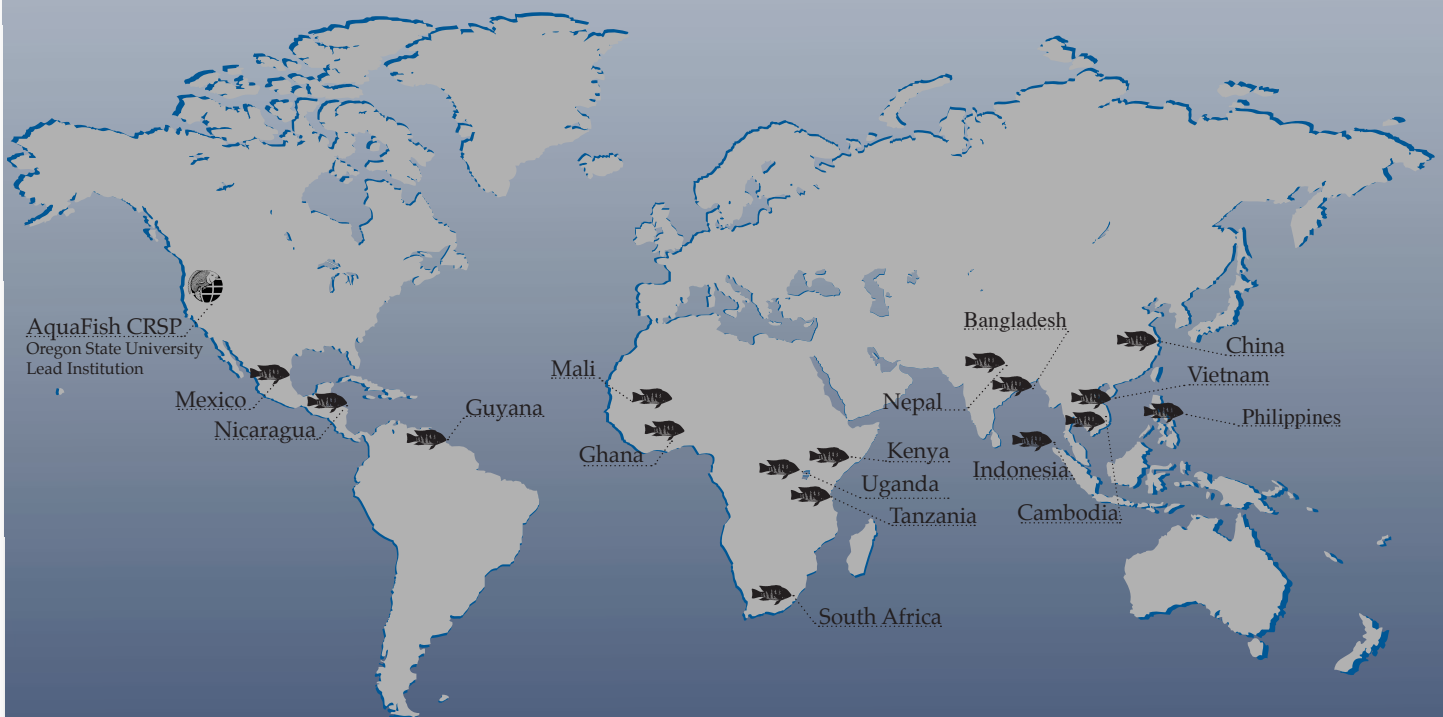 Bangladesh
AquaFish CRSP
Oregon State University
Lead Institution
China
Mali
Vietnam
Mexico
Nepal
Guyana
Philippines
Nicaragua
Ghana
Kenya
Indonesia
Uganda
Cambodia
Tanzania
South Africa